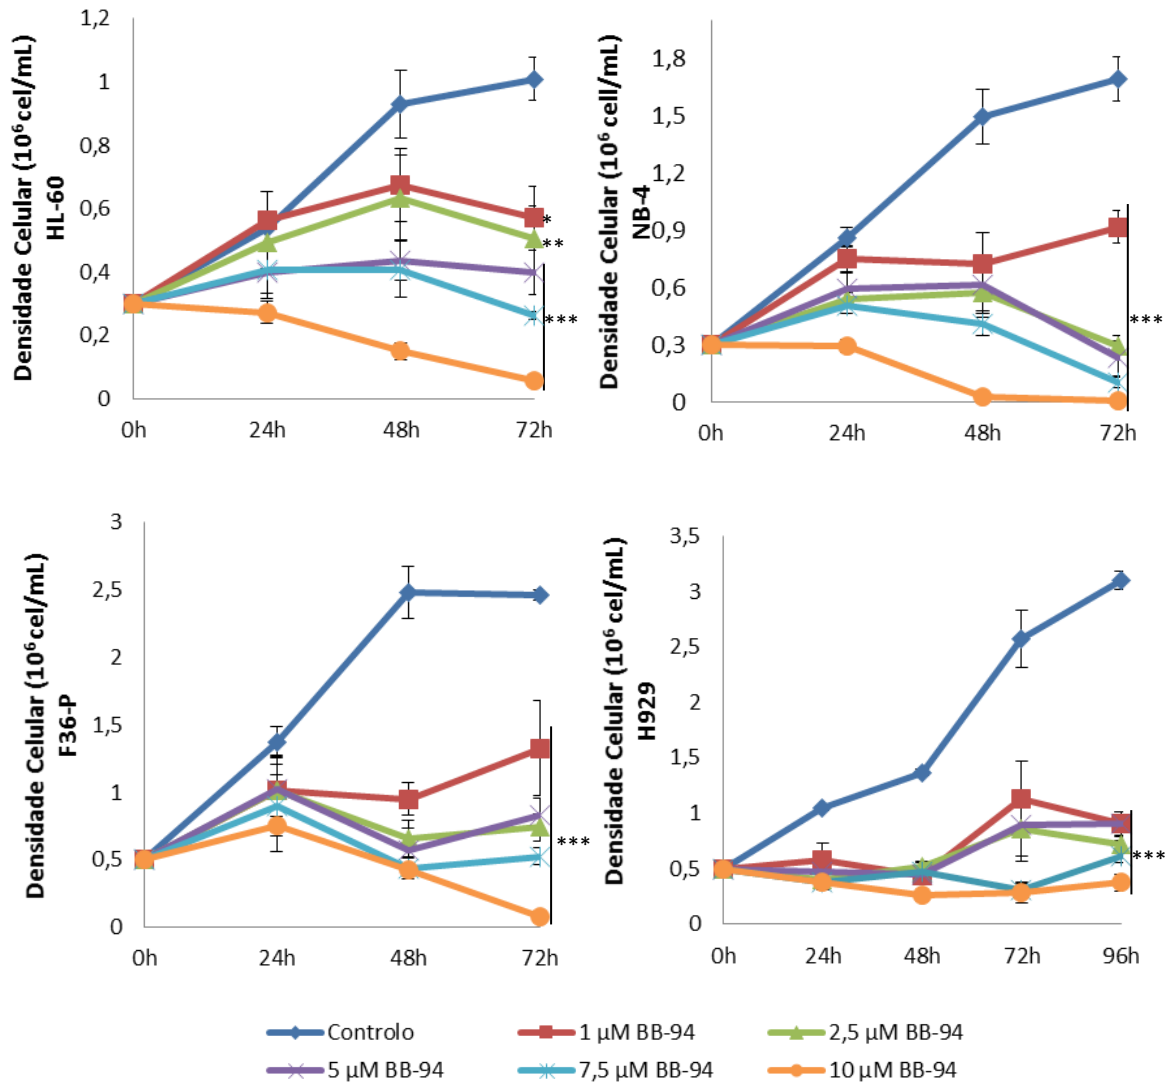 Densidade Celular (10⁶cel/mL)
HL-60
1,2
1
0,8
0,6
0,4
0,2
0
0h
24h
48h
72h
*
**
***
Densidade Celular (10⁶ cell/mL)
NB-4
1,8
1,5
1,2
0,9
0,6
0,3
0
0h
24h
48h
72h
***
Densidade Celular (10⁶cel/mL)
F36-P
3
2,5
2
1,5
1
0,5
0
0h
24h
48h
72h
***
Densidade Celular (10⁶ cel/mL)
H929
3,5
3
2,5
2
1,5
1
0,5
0
0h
24h
48h
72h
96h
***
Controlo
1 µM BB-94
2,5 µM BB-94
5 µM BB-94
7,5 µM BB-94
10 µM BB-94